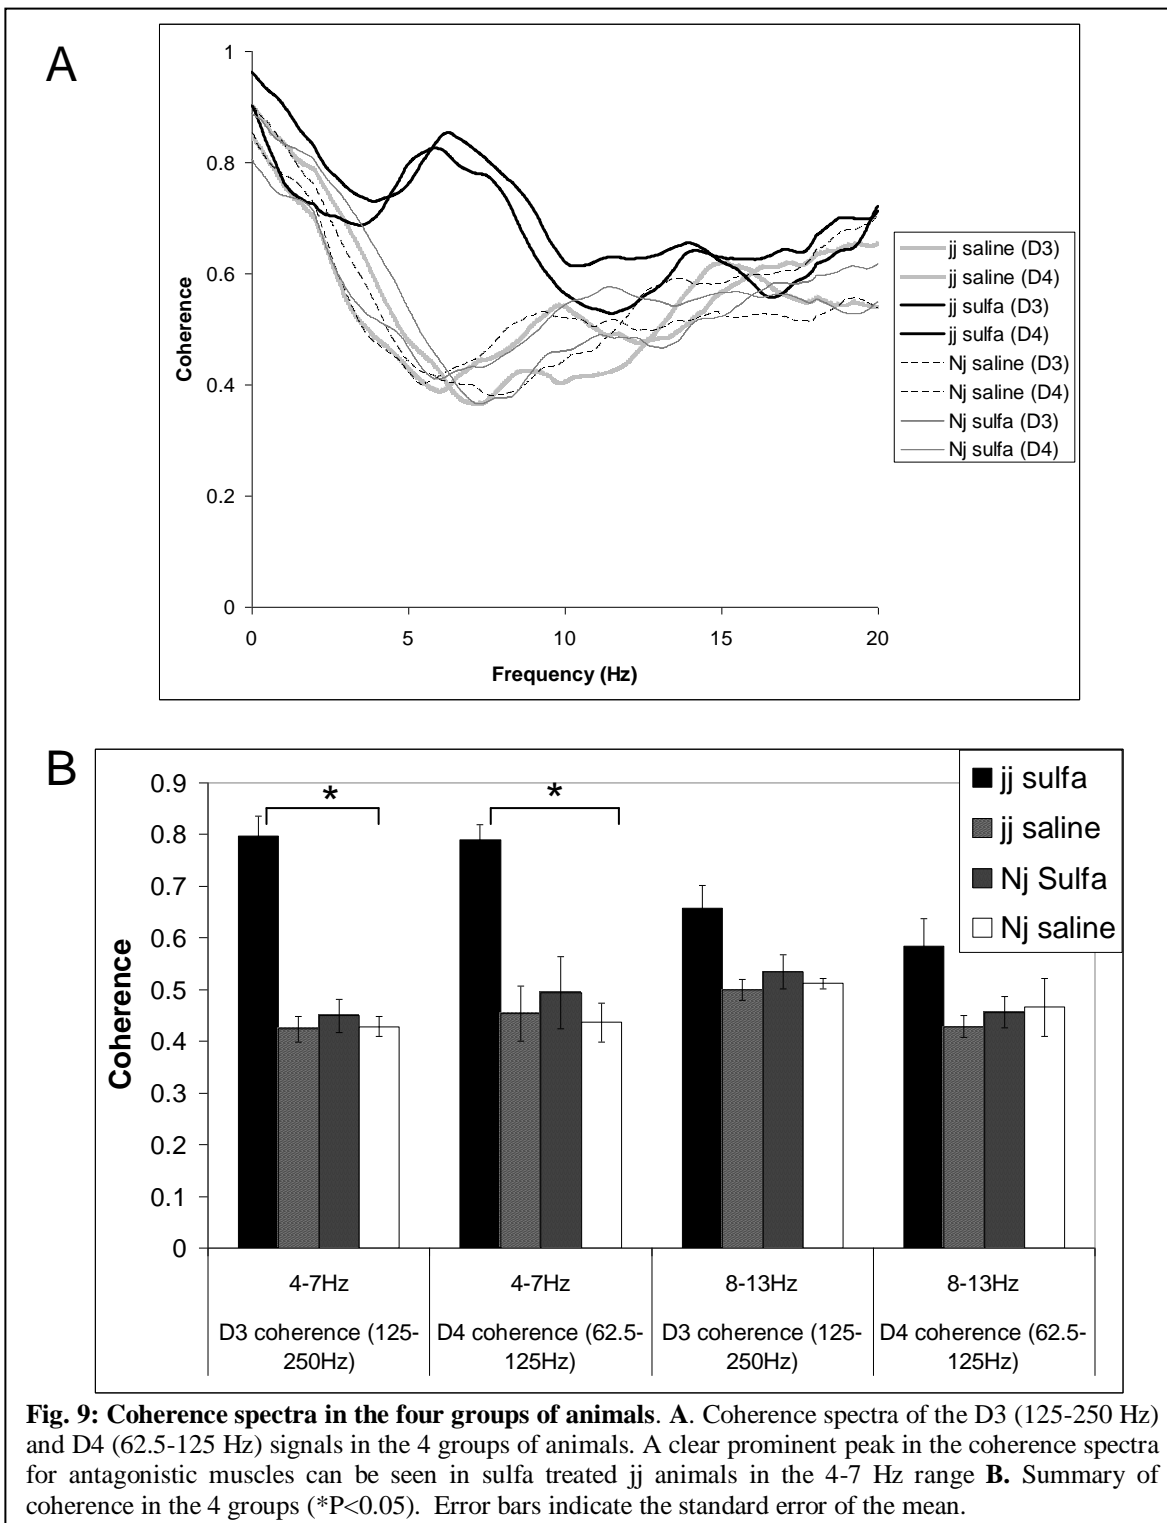 A
1
0.8
0.6
0.4
0.2
0
Coherence
0
5
10
15
20
Frequency (Hz)
jj saline (D3)
jj saline (D4)
jj sulfa (D3)
jj sulfa (D4)
Nj saline (D3)
Nj saline (D4)
Nj sulfa (D3)
Nj sulfa (D4)
B
0.9
0.8
0.7
0.6
0.5
0.4
0.3
0.2
0.1
0
Coherence
*
*
jj sulfa
jj saline
Nj Sulfa
Nj saline
4-7Hz
4-7Hz
8-13Hz
8-13Hz
D3 coherence (125-
250Hz)
D4 coherence (62.5-
125Hz)
D3 coherence (125-
250Hz)
D4 coherence (62.5-
125Hz)
Fig. 9: Coherence spectra in the four groups of animals. A. Coherence spectra of the D3 (125-250 Hz)
and D4 (62.5-125 Hz) signals in the 4 groups of animals. A clear prominent peak in the coherence spectra
for antagonistic muscles can be seen in sulfa treated jj animals in the 4-7 Hz range B. Summary of
coherence in the 4 groups (*P<0.05). Error bars indicate the standard error of the mean.